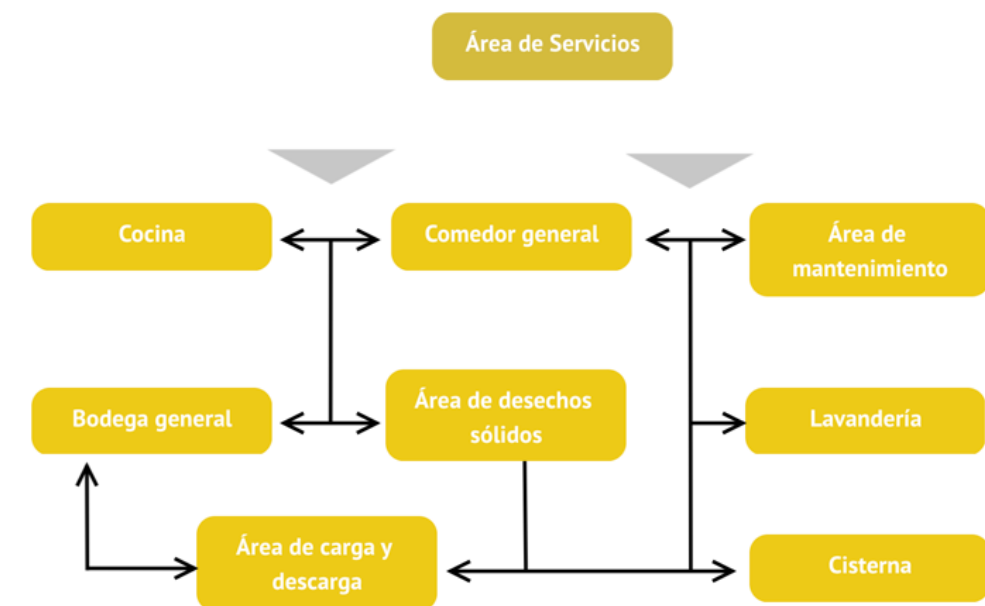 Área de Servicios
Cocina
Comedor general
Área de
mantenimiento
Bodega general
Área de desechos
sólidos
Lavandería
Área de carga y
descarga
Cisterna